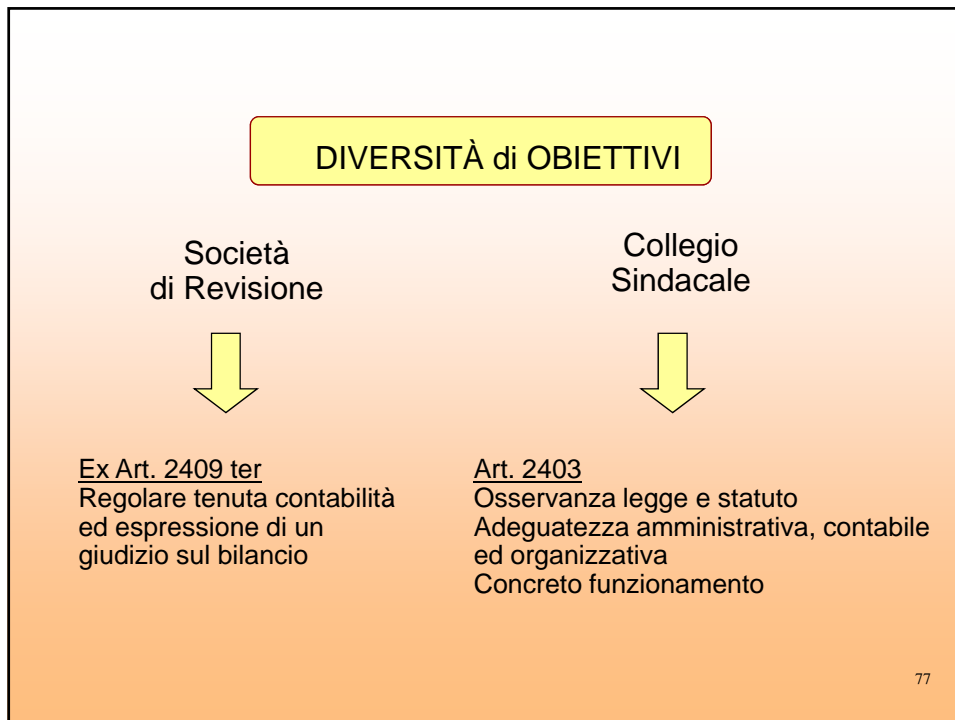 DIVERSITÀ di OBIETTIVI
Società
di Revisione
Collegio
Sindacale
Ex Art. 2409 ter
Regolare tenuta contabilità
ed espressione di un
giudizio sul bilancio
Art. 2403
Osservanza legge e statuto
Adeguatezza amministrativa, contabile
ed organizzativa
Concreto funzionamento
77